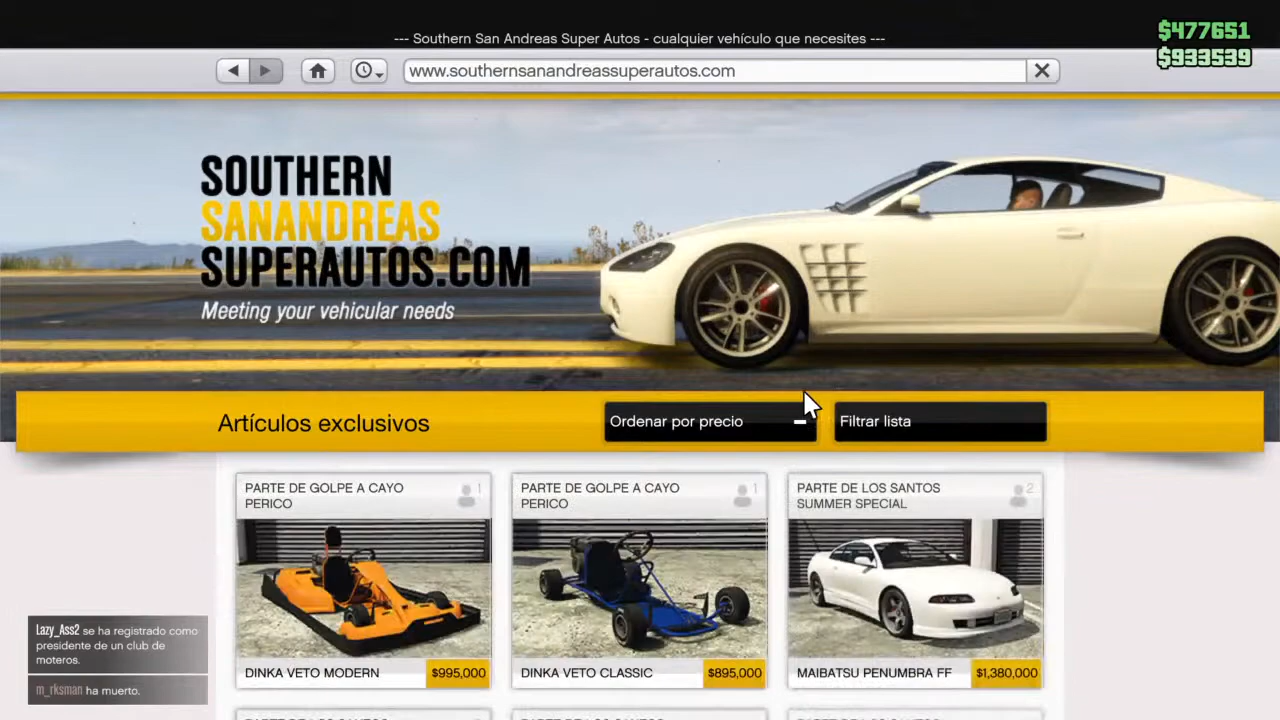 --- Southern San Andreas Super Autos - cualquier vehículo que necesites ---
$477651
$933539
www.southernsanandreassuperautos.com
SOUTHERN
SANANDREAS
SUPERAUTOS.COM
Meeting your vehicular needs
Artículos exclusivos
Ordenar por precio
Filtrar lista
PARTE DE GOLPE A CAYO
PERICO
1
PARTE DE GOLPE A CAYO
PERICO
1
PARTE DE LOS SANTOS
SUMMER SPECIAL
2
DINKA VETO MODERN
$995,000
DINKA VETO CLASSIC
$895,000
MAIBATSU PENUMBRA FF
$1,380,000
Lazy_Ass2 se ha registrado como
presidente de un club de
moteros.
m_rksman ha muerto.